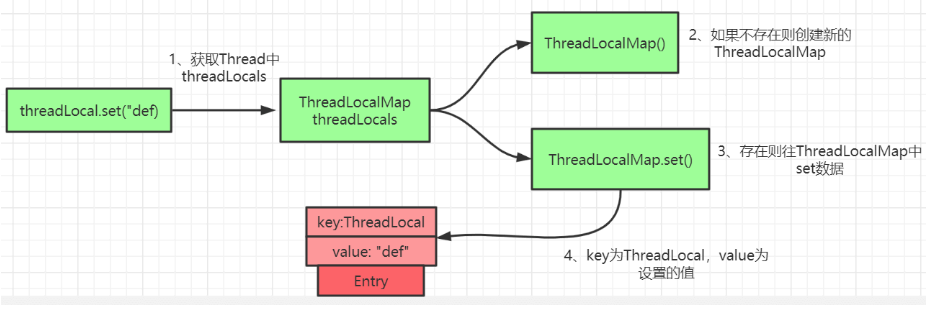 1、获取Thread中
threadLocals
threadLocal.set("def)
ThreadLocalMap
threadLocals
ThreadLocalMap()
2、如果不存在则创建新的
ThreadLocalMap
ThreadLocalMap.set()
3、存在则往ThreadLocalMap中
set数据
key:ThreadLocal
value: "def"
Entry
4、key为ThreadLocal，value为
设置的值